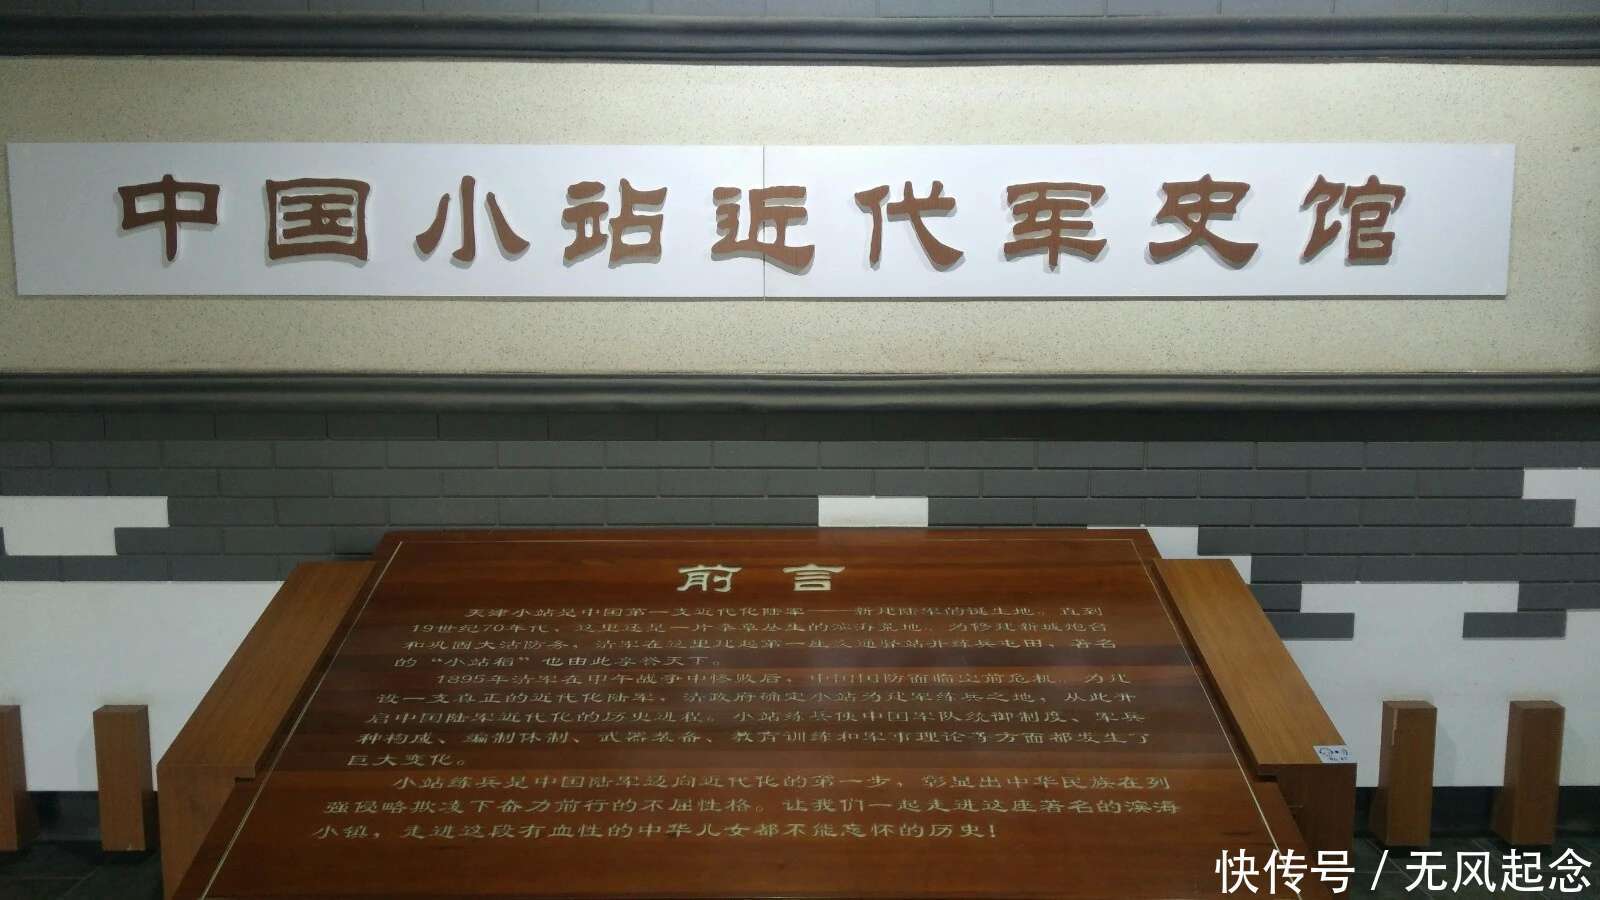 中国小站近代军史馆
前言
天津小站是中国第一支近代化陆军——新建陆军的诞生地。直到
19世纪70年代，这里还是一片荜草丛生的滨海荒地。为修建新城炮台
和巩固大沽防务，清军在这里北起第一座交通驿站并练兵屯田，著名
的“小站稻”也由此享誉天下。
1895年清军在甲午战争中惨败后，中国国防面临空前危机。为北
设一支真正的近代化陆军，清政府确定小站为建军练兵之地，从此开
启中国陆军近代化的历史进程。小站练兵使中国军队统御制度、军兵
种构成、编制体制、武器装备、教育训练和军事理论等方面都发生了
巨大变化。
小站练兵是中国陆军迈向近代化的第一步，彰显出中华民族在列
强侵略欺凌下奋力前行的不屈性格。让我们一起走进这座著名的滨海
小镇，走进这段有血性的中华儿女都不能忘怀的历史！
快传号 / 无风起念